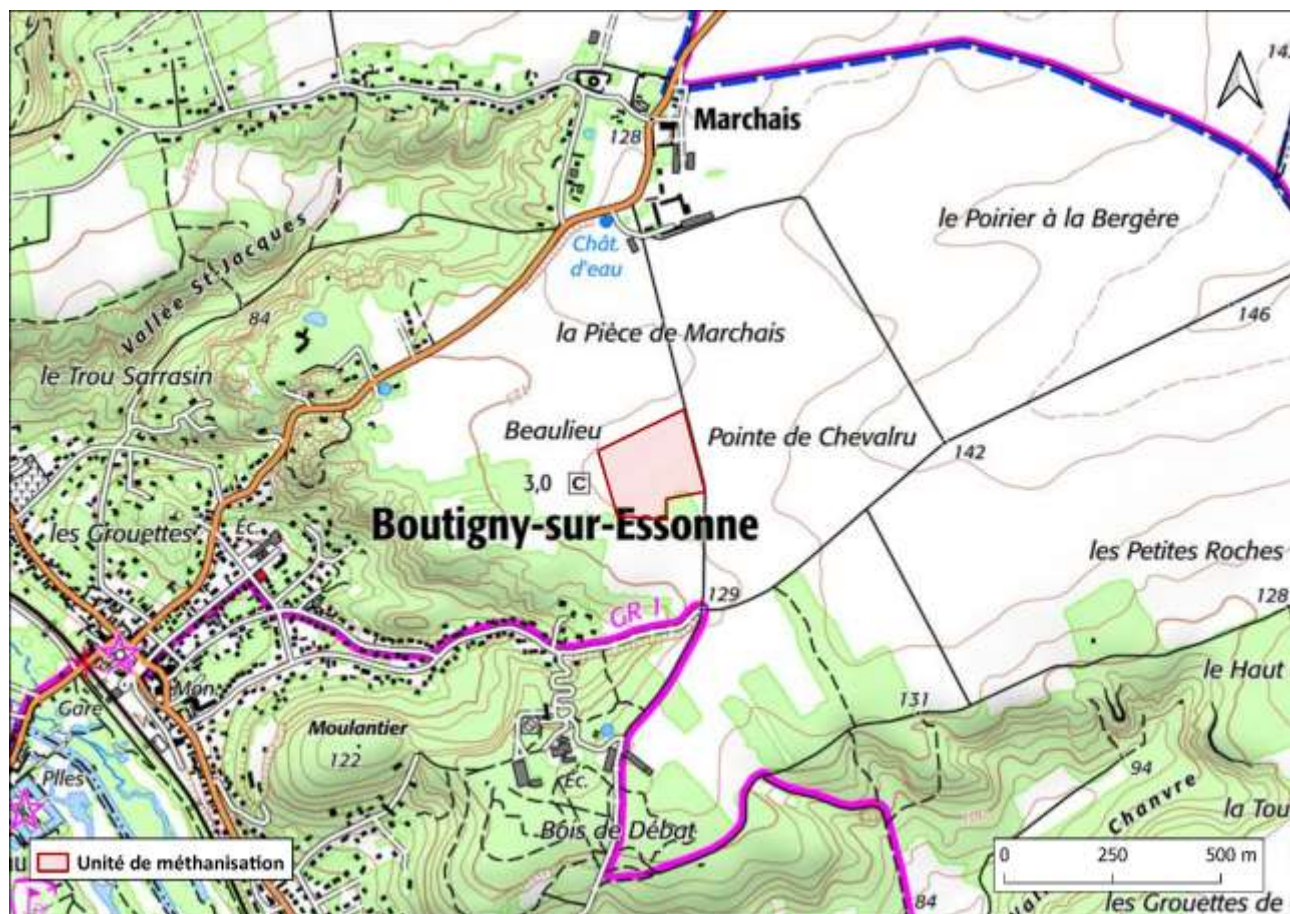 143
Marchais
128
le Poirier à la Bergère
Chât.
d'eau
Vallée St-Jacques
84
146
la Pièce de Marchais
le Trou Sarrasin
125
Beaulieu
Pointe de Chevalru
142
3,0 C
Boutigny-sur-Essonne
les Grouettes
Éc.
les Petites Roches
129
128
GR 1
le Haut
131
Mon.
Gare
Moulantier
122
Plles
Éc.
94
Chanvre
la Tou
Bois de Débat
Unité de méthanisation
0 250 500 m
84
les Grouettes de